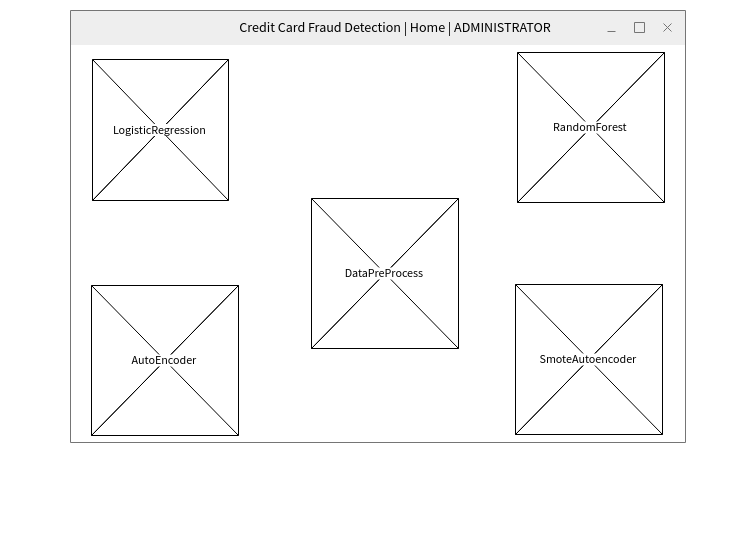 Credit Card Fraud Detection | Home | ADMINISTRATOR
LogisticRegression
RandomForest
DataPreProcess
AutoEncoder
SmoteAutoencoder